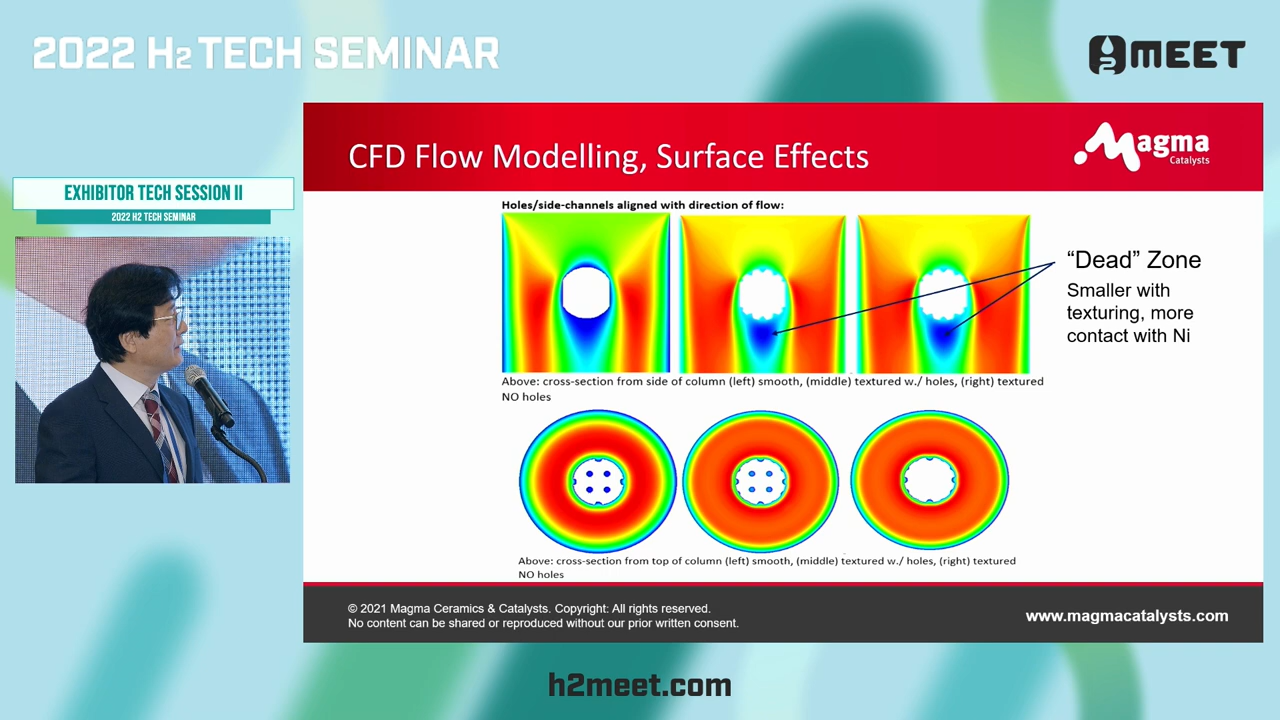 2022 H2 TECH SEMINAR
MEET
EXHIBITOR TECH SESSION II
2022 H2 TECH SEMINAR
CFD Flow Modelling, Surface Effects
Magma
Catalysts
Holes/side-channels aligned with direction of flow:
“Dead” Zone
Smaller with
texturing, more
contact with Ni
Above: cross-section from side of column (left) smooth, (middle) textured w./ holes, (right) textured
NO holes
Above: cross-section from top of column (left) smooth, (middle) textured w./ holes, (right) textured
NO holes
© 2021 Magma Ceramics & Catalysts. Copyright: All rights reserved.
No content can be shared or reproduced without our prior written consent.
www.magmacatalysts.com
h2meet.com